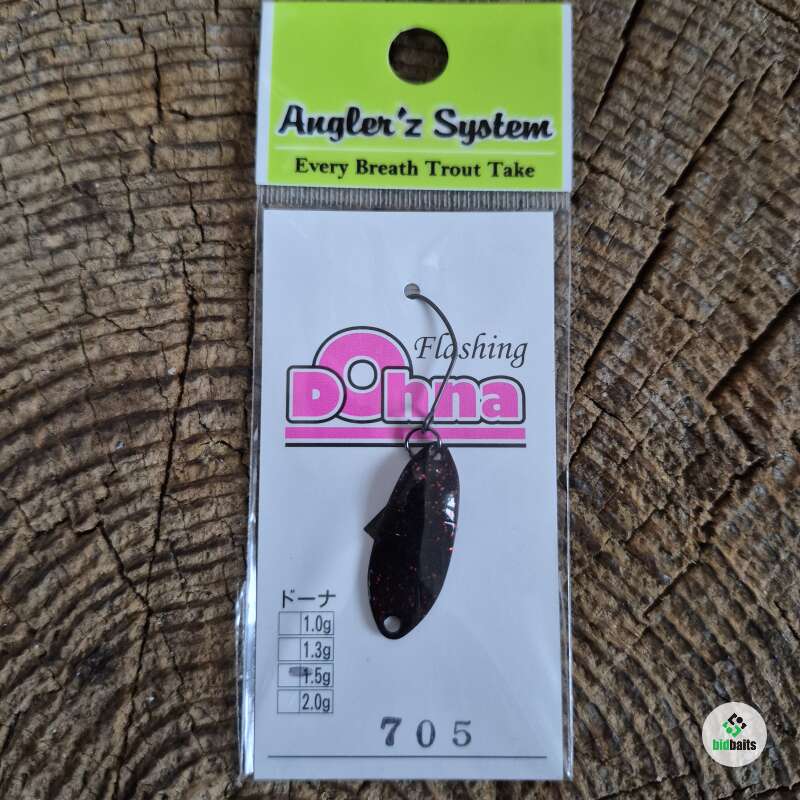 Angler'z System
Every Breath Trout Take
Flashing
Dohna
ドーナ
1.0g
1.3g
1.5g
2.0g
705
bidbaits